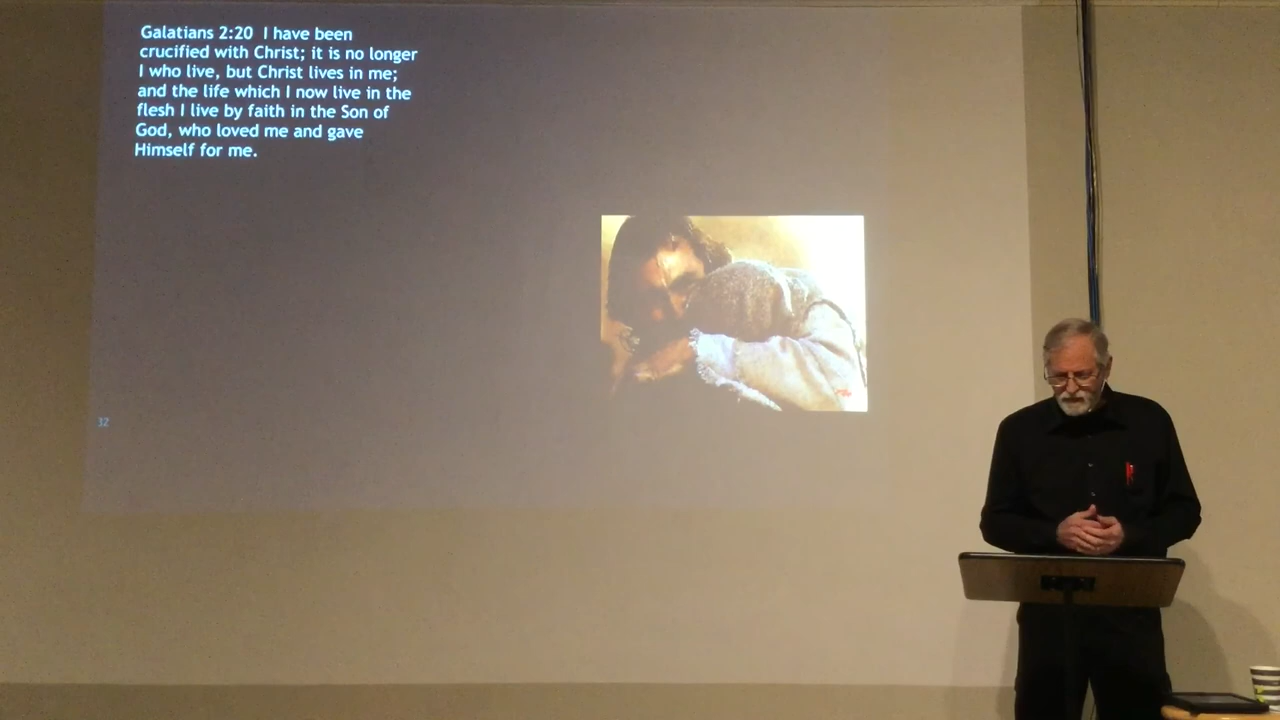 Galatians 2:20  I have been
crucified with Christ; it is no longer
I who live, but Christ lives in me;
and the life which I now live in the
flesh I live by faith in the Son of
God, who loved me and gave
Himself for me.
32